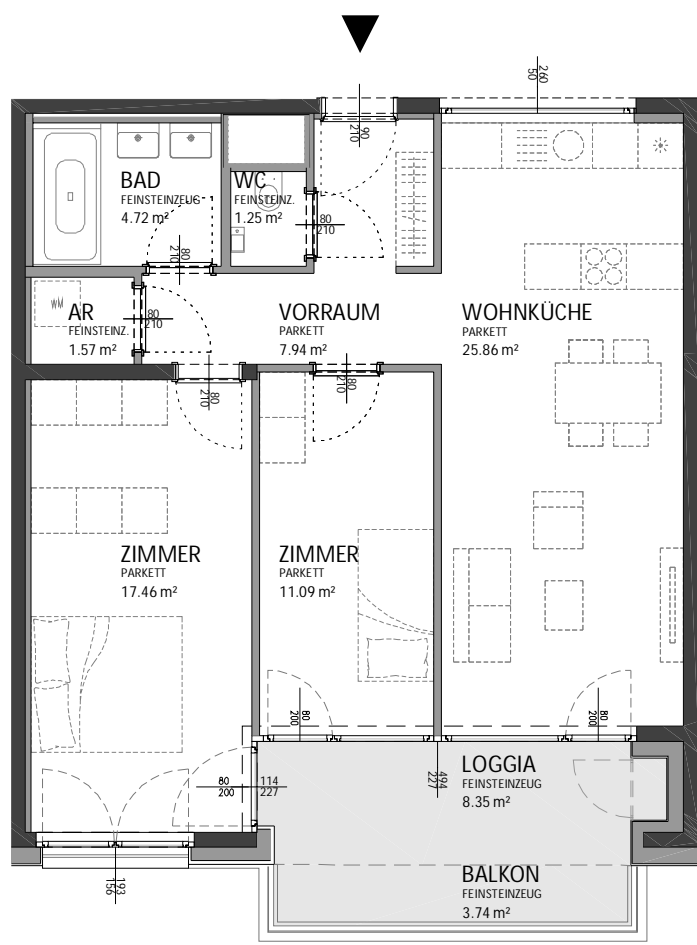 260
50
90
210
BAD
FEINSTEINZEUG
4.72 m²
WC
FEINSTEINZ.
1.25 m²
80
210
80
210
AR
FEINSTEINZ.
1.57 m²
80
210
VORRAUM
PARKETT
7.94 m²
WOHNKÜCHE
PARKETT
25.86 m²
80
210
80
210
ZIMMER
PARKETT
17.46 m²
ZIMMER
PARKETT
11.09 m²
80
200
80
200
80
200
114
227
494
227
LOGGIA
FEINSTEINZEUG
8.35 m²
BALKON
FEINSTEINZEUG
3.74 m²
193
156